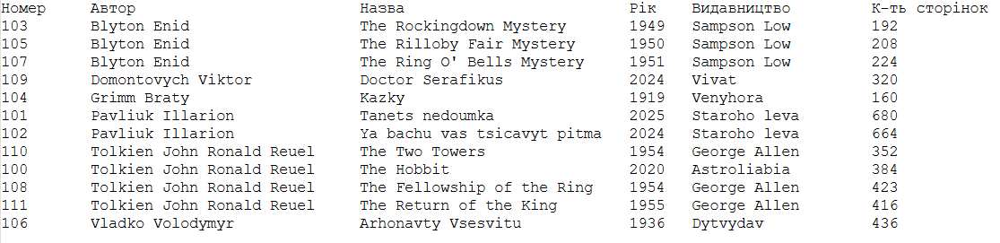 Номер Автор Назва Рік Видавництво К-ть сторінок
103 Blyton Enid The Rockingdown Mystery 1949 Sampson Low 192
105 Blyton Enid The Rilloby Fair Mystery 1950 Sampson Low 208
107 Blyton Enid The Ring O' Bells Mystery 1951 Sampson Low 224
109 Domontovych Viktor Doctor Serafikus 2024 Vivat 320
104 Grimm Braty Kazky 1919 Venyhora 160
101 Pavliuk Illarion Tanets nedoumka 2025 Staroho leva 680
102 Pavliuk Illarion Ya bachu vas tsicavyt pitma 2024 Staroho leva 664
110 Tolkien John Ronald Reuel The Two Towers 1954 George Allen 352
100 Tolkien John Ronald Reuel The Hobbit 2020 Astroliabia 384
108 Tolkien John Ronald Reuel The Fellowship of the Ring 1954 George Allen 423
111 Tolkien John Ronald Reuel The Return of the King 1955 George Allen 416
106 Vladko Volodymyr Arhonavty Vsesvitu 1936 Dytvydav 436